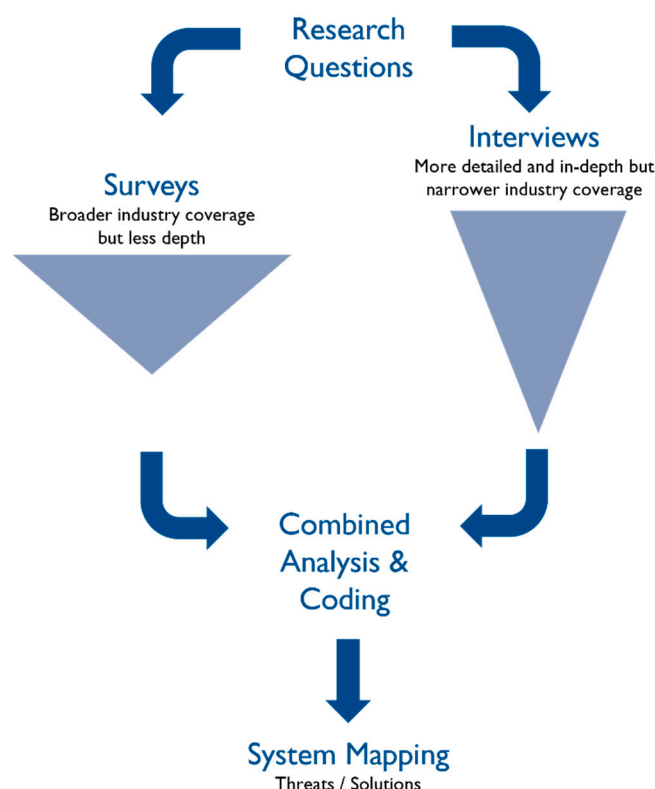 Research
Questions
Surveys
Broader industry coverage
but less depth
Interviews
More detailed and in-depth but
narrower industry coverage
Combined
Analysis &
Coding
System Mapping
Threats / Solutions